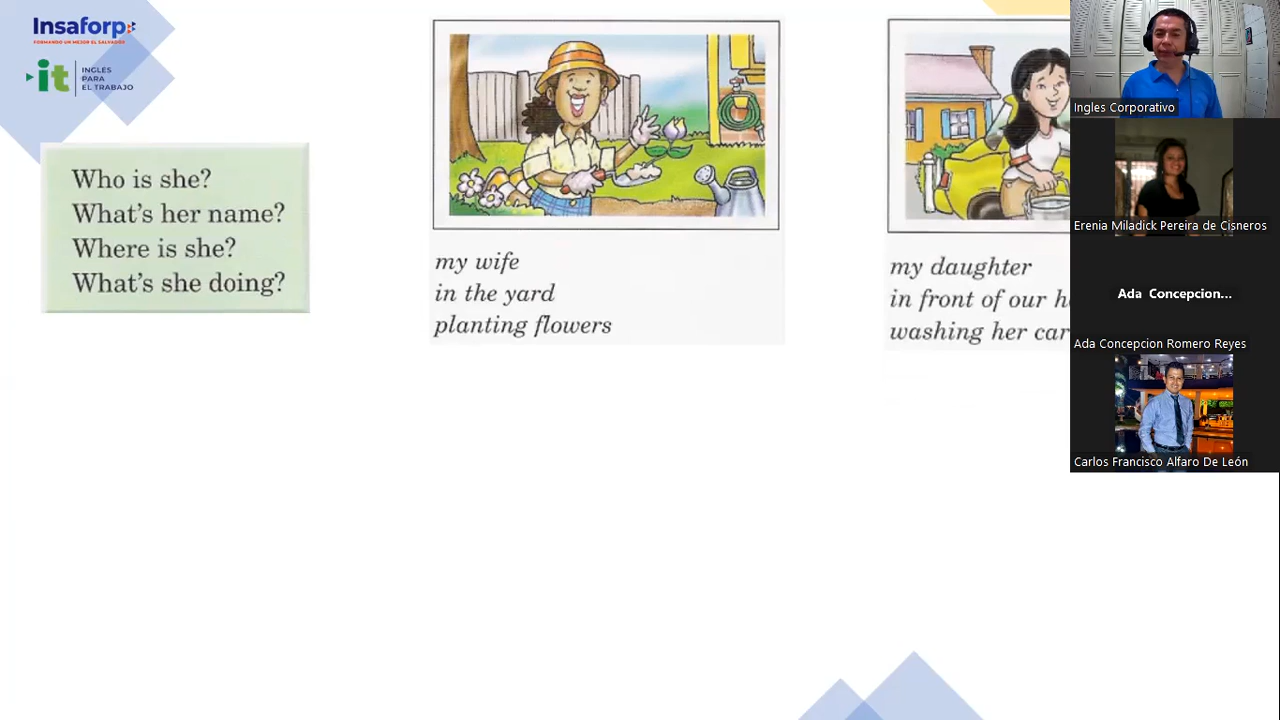 Insaforp
FORMANDO UN MEJOR EL SALVADOR
it
INGLÉS
PARA
EL TRABAJO
Who is she?
What's her name?
Where is she?
What's she doing?
my wife
in the yard
planting flowers
my daughter
in front of our h
washing her car
Ingles Corporativo
Erenia Miladick Pereira de Cisneros
Ada Concepcion...
Ada Concepcion Romero Reyes
Carlos Francisco Alfaro De León